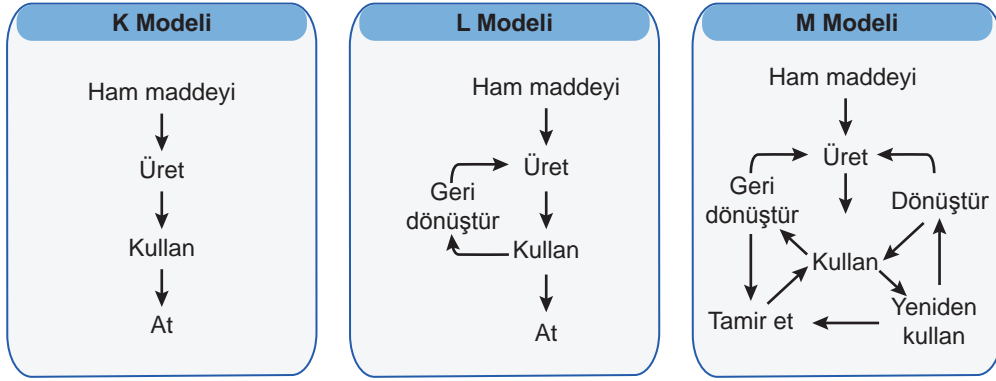 K Modeli
Ham maddeyi
Üret
Kullan
At
L Modeli
Ham maddeyi
Üret
Geri
dönüştür
Kullan
At
M Modeli
Ham maddeyi
Üret
Geri
dönüştür
Dönüştür
Kullan
Tamir et
Yeniden
kullan